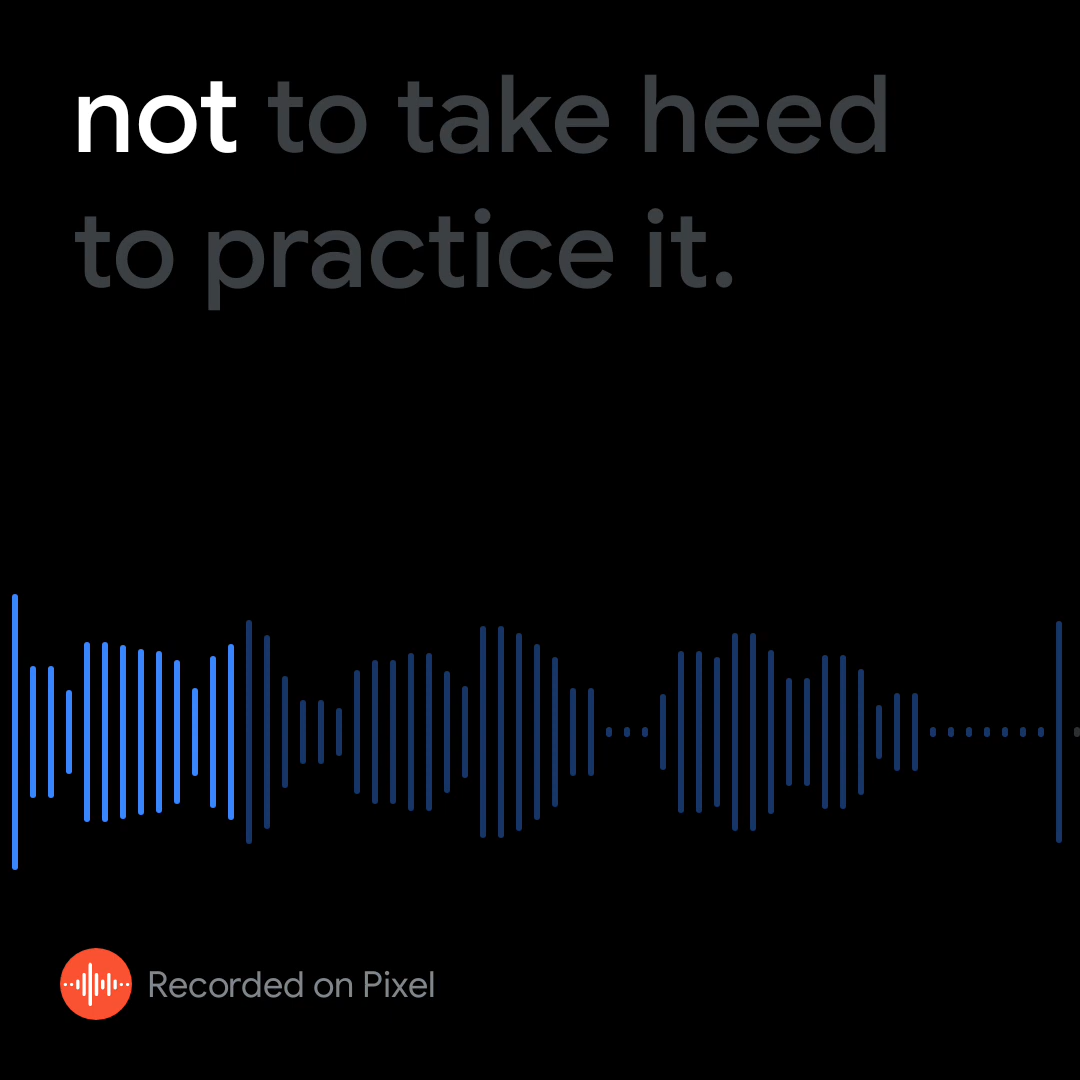 not to take heed
to practice it.
Recorded on Pixel